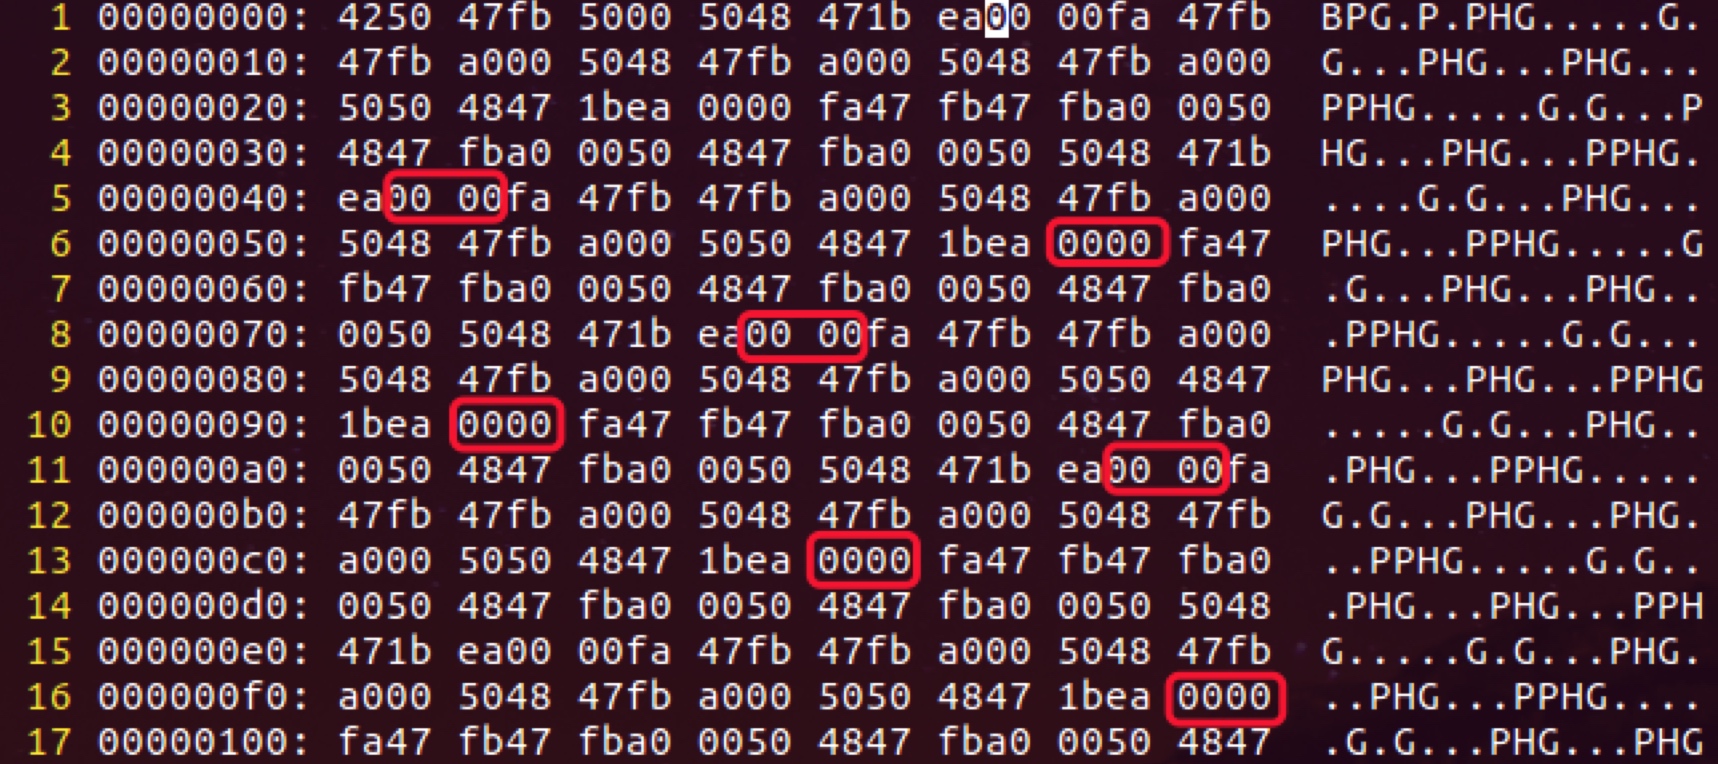 1 00000000: 4250 47fb 5000 5048 471b ea00 00fa 47fb BPG.P.PHG.....G.
2 00000010: 47fb a000 5048 47fb a000 5048 47fb a000 G...PHG...PHG...
3 00000020: 5050 4847 1bea 0000 fa47 fb47 fba0 0050 PPHG.....G.G...P
4 00000030: 4847 fba0 0050 4847 fba0 0050 5048 471b HG...PHG...PPHG.
5 00000040: ea00 00fa 47fb 47fb a000 5048 47fb a000 ....G.G...PHG...
6 00000050: 5048 47fb a000 5050 4847 1bea 0000 fa47 PHG...PPHG.....G
7 00000060: fb47 fba0 0050 4847 fba0 0050 4847 fba0 .G...PHG...PHG..
8 00000070: 0050 5048 471b ea00 00fa 47fb 47fb a000 .PPHG.....G.G...
9 00000080: 5048 47fb a000 5048 47fb a000 5050 4847 PHG...PHG...PPHG
10 00000090: 1bea 0000 fa47 fb47 fba0 0050 4847 fba0 .....G.G...PHG..
11 000000a0: 0050 4847 fba0 0050 5048 471b ea00 00fa .PHG...PPHG.....
12 000000b0: 47fb 47fb a000 5048 47fb a000 5048 47fb G.G...PHG...PHG.
13 000000c0: a000 5050 4847 1bea 0000 fa47 fb47 fba0 ..PPHG.....G.G..
14 000000d0: 0050 4847 fba0 0050 4847 fba0 0050 5048 .PHG...PHG...PPH
15 000000e0: 471b ea00 00fa 47fb 47fb a000 5048 47fb G.....G.G...PHG.
16 000000f0: a000 5048 47fb a000 5050 4847 1bea 0000 ..PHG...PPHG....
17 00000100: fa47 fb47 fba0 0050 4847 fba0 0050 4847 .G.G...PHG...PHG